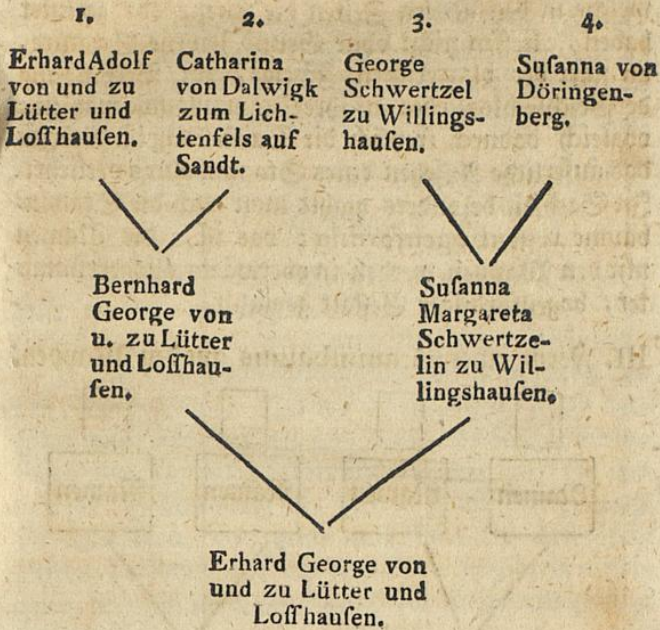 1. 2. 3. 4.
Erhard Adolf
von und zu
Lütter und
Loſſhauſen.
Catharina
von Dalwigk
zum Lich-
tenfels auf
Sandt.
George
Schwertzel
zu Willings-
hauſen.
Suſanna von
Döringen-
berg.
Bernhard
George von
u. zu Lütter
und Loſſhau-
ſen.
Suſanna
Margareta
Schwertze-
lin zu Wil-
lingshauſen.
Erhard George von
und zu Lütter und
Loſſhauſen.